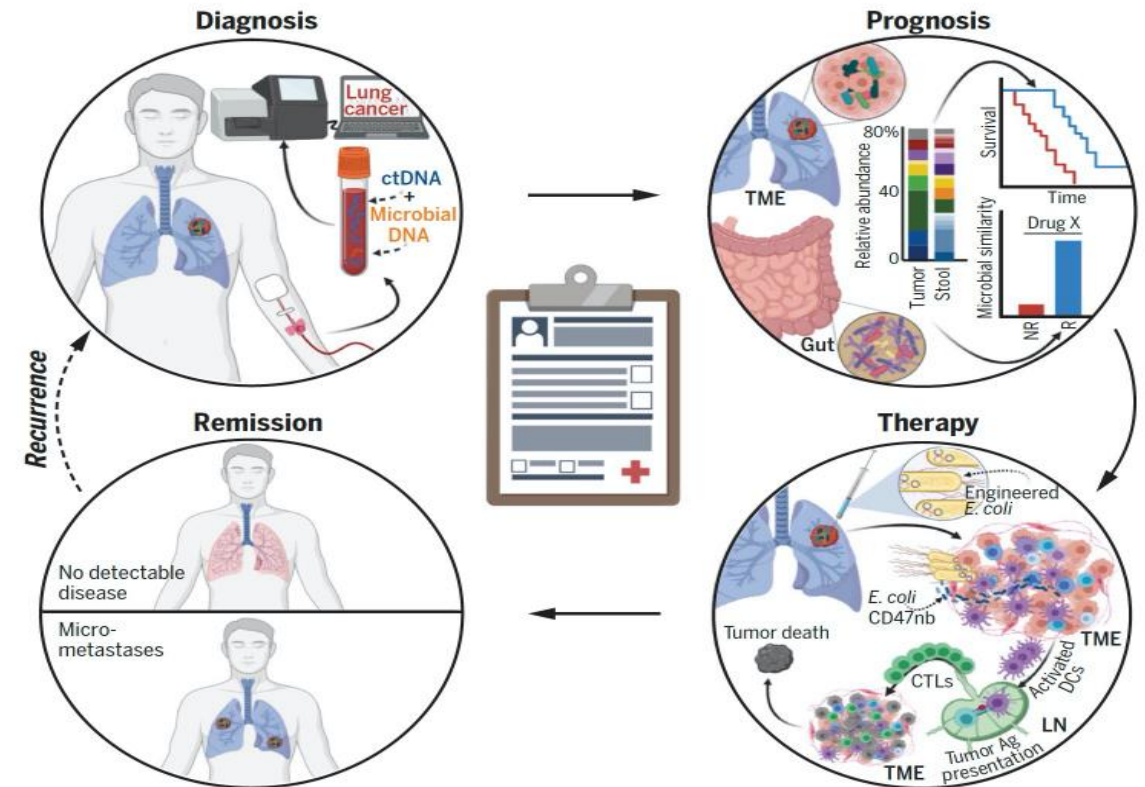 Diagnosis
Lung
cancer
ctDNA
+
Microbial
DNA
Prognosis
TME
Gut
Relative abundance
80%
40
0
Tumor
Stool
Survival
Time
Microbial similarity
Drug X
NR
R
Recurrence
Remission
No detectable
disease
Micro-
metastases
Therapy
Engineered
E. coli
E. coli
CD47nb
TME
Activated
DCs
LN
Tumor Ag
presentation
CTLs
TME
Tumor death